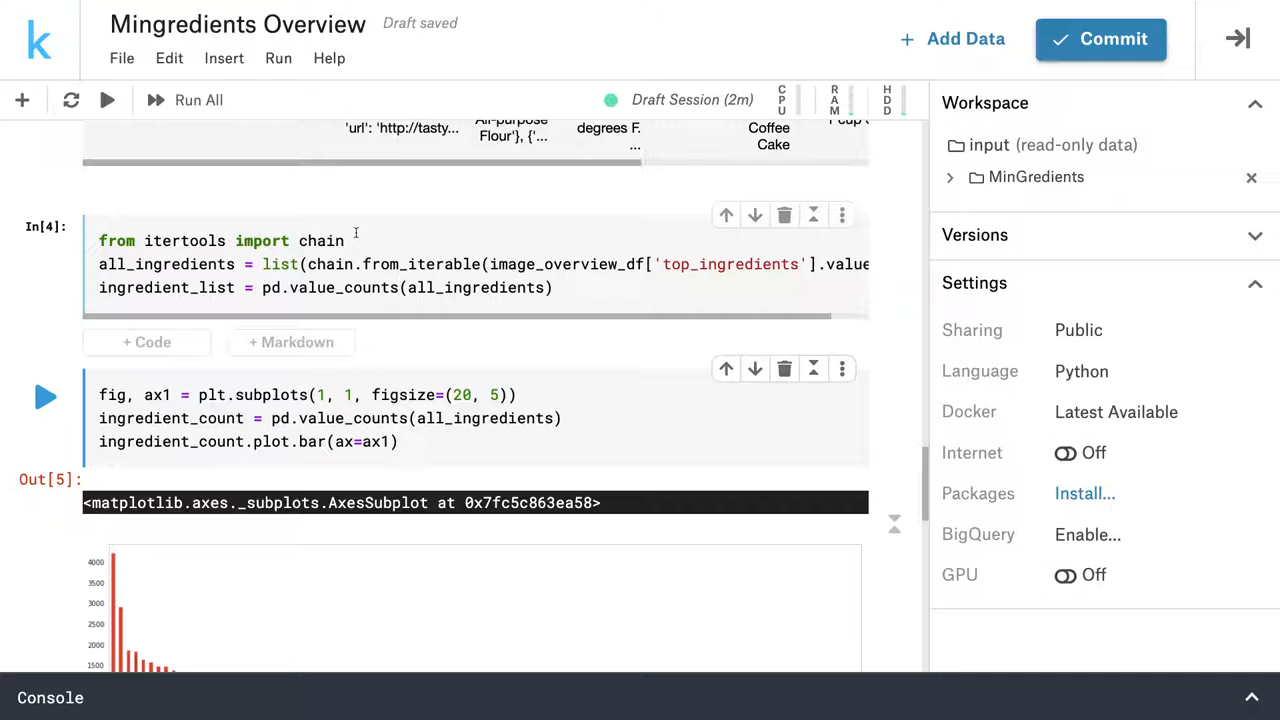 Mingredients Overview
Draft saved
File Edit Insert Run Help
+ Add Data
Commit
Run All
Draft Session (2m)
CPU
RAM
HDD
'url': 'http://tasty...
All-purpose
Flour'}, {'...
degrees F.
...
Coffee
Cake
1 cup
In[4]:
from itertools import chain
all_ingredients = list(chain.from_iterable(image_overview_df['top_ingredients'].value
ingredient_list = pd.value_counts(all_ingredients)
+ Code
+ Markdown
fig, ax1 = plt.subplots(1, 1, figsize=(20, 5))
ingredient_count = pd.value_counts(all_ingredients)
ingredient_count.plot.bar(ax=ax1)
Out[5]:
<matplotlib.axes._subplots.AxesSubplot at 0x7fc5c863ea58>
4000
3500
3000
2500
2000
1500
Workspace
input (read-only data)
MinGredients
Versions
Settings
Sharing Public
Language Python
Docker Latest Available
Internet Off
Packages Install...
BigQuery Enable...
GPU Off
Console